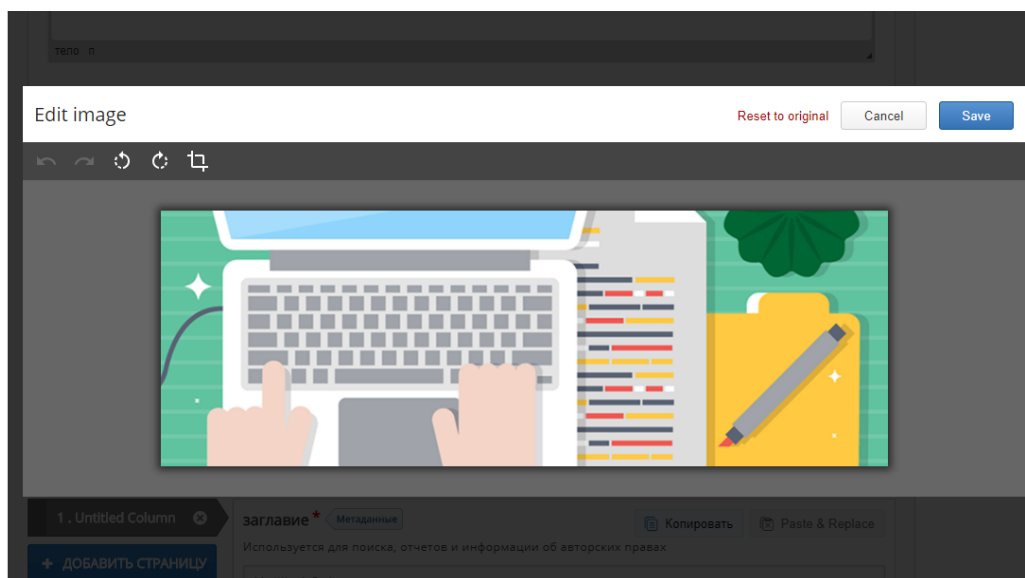 тело п
Edit image
Reset to original
Cancel
Save
1 . Untitled Column
заглавие * Метаданные
Копировать
Paste & Replace
Используется для поиска, отчетов и информации об авторских правах
+ ДОБАВИТЬ СТРАНИЦУ